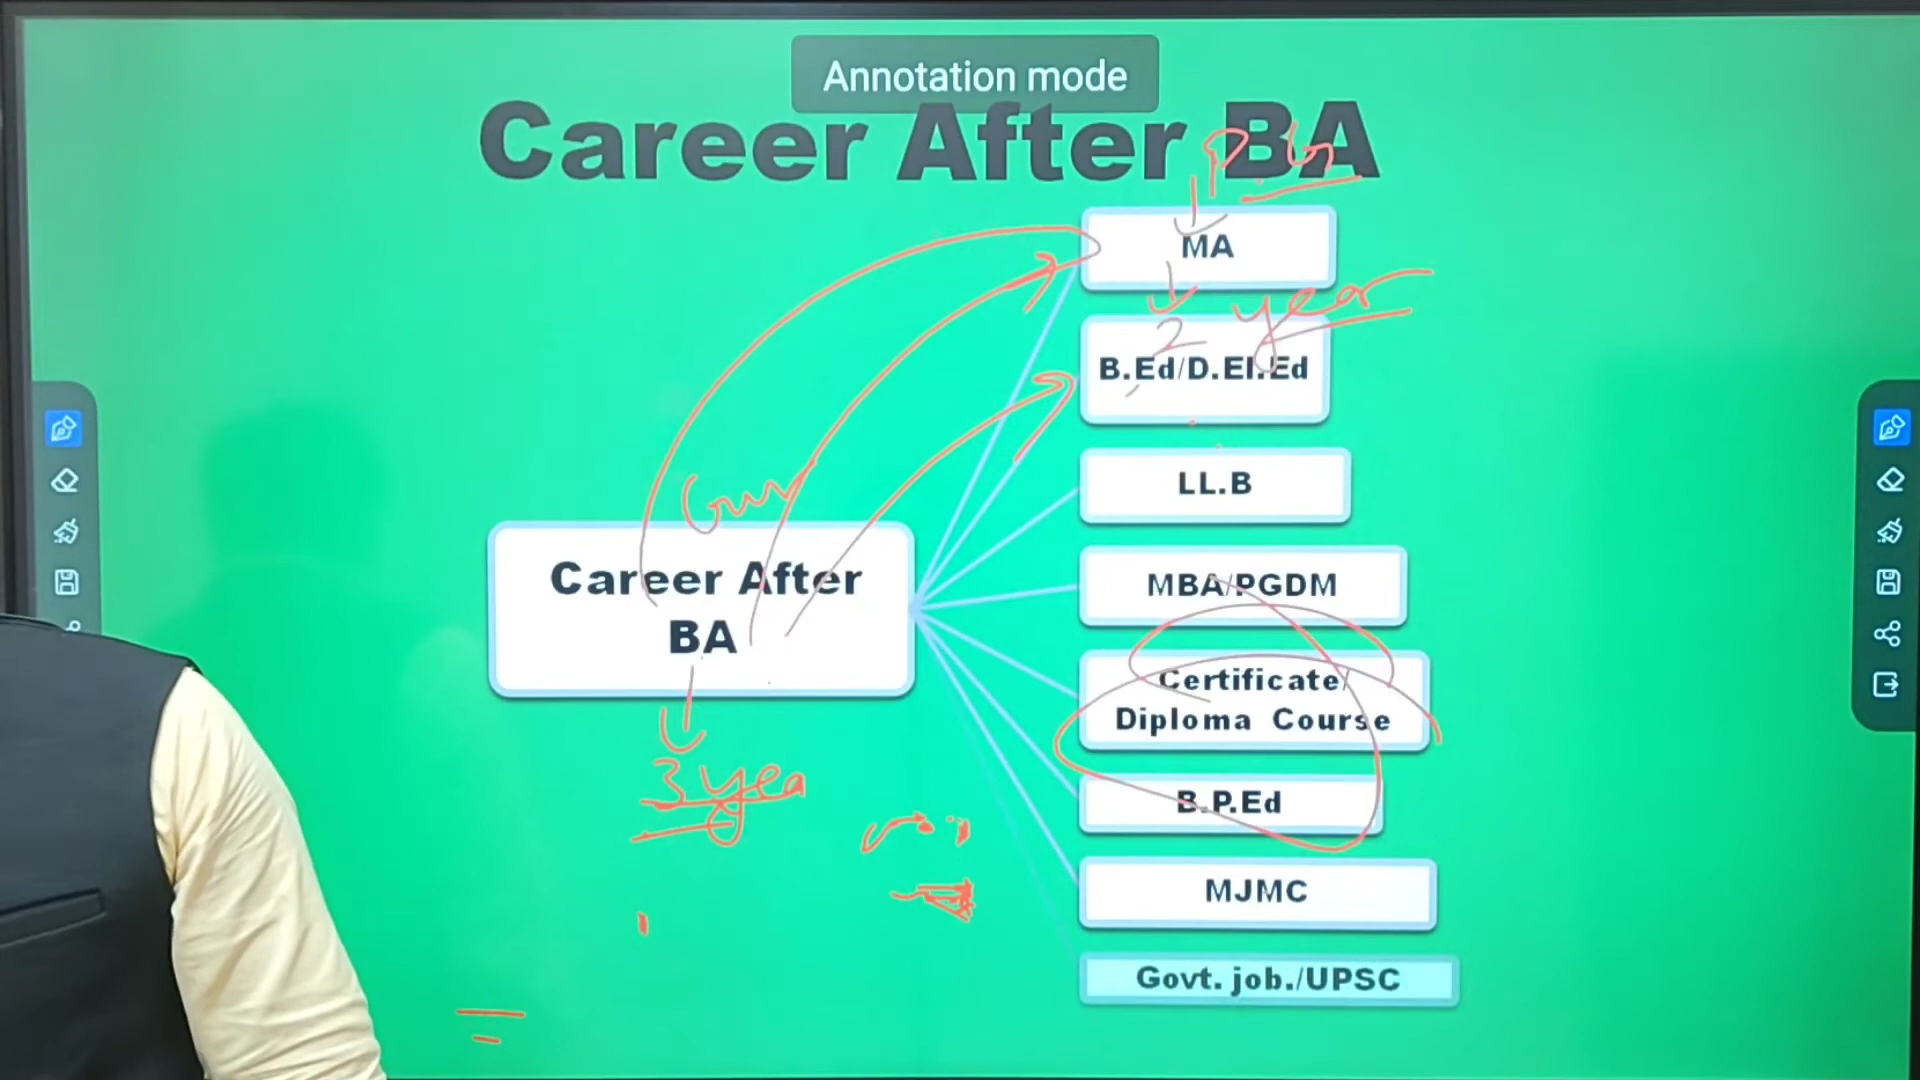 Annotation mode
Career After BA
P.G
MA
2 year
B.Ed/D.El.Ed
LL.B
Career After
BA
3 yea
MBA/PGDM
Certificate/
Diploma Course
B.P.Ed
MJMC
Govt. job./UPSC